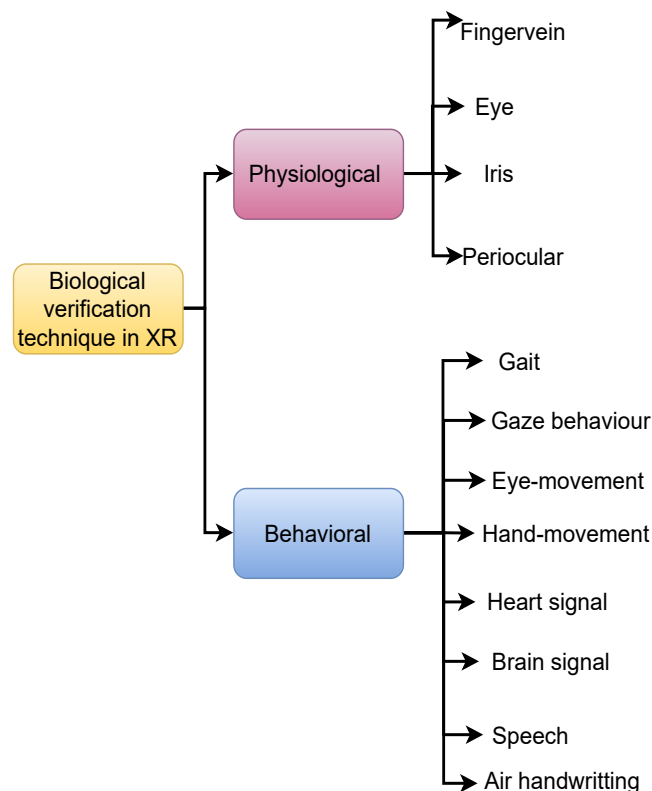 Biological
verification
technique in XR
Physiological
Fingervein
Eye
Iris
Periocular
Behavioral
Gait
Gaze behaviour
Eye-movement
Hand-movement
Heart signal
Brain signal
Speech
Air handwritting